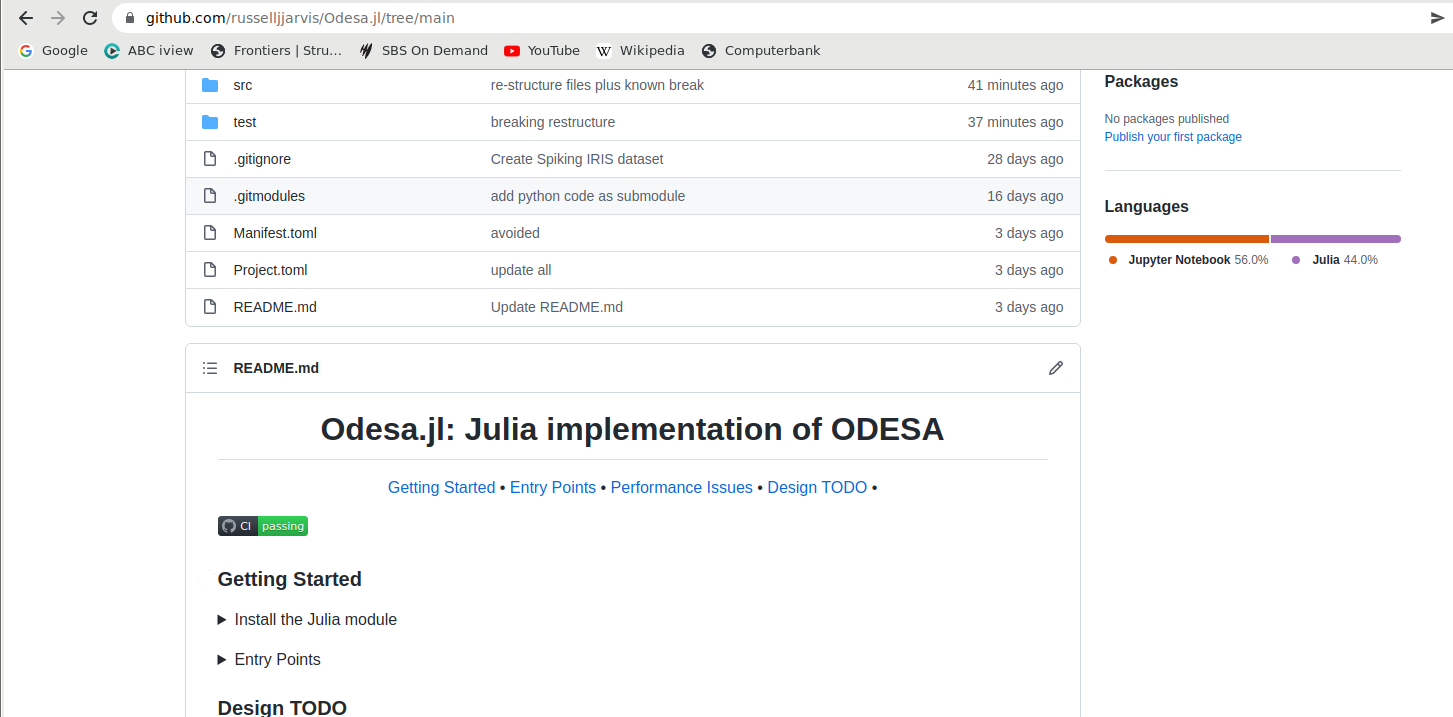 github.com/russelljjarvis/Odesa.jl/tree/main
Google ABC iview Frontiers | Stru… SBS On Demand YouTube W Wikipedia Computerbank
src re-structure files plus known break 41 minutes ago
test breaking restructure 37 minutes ago
.gitignore Create Spiking IRIS dataset 28 days ago
.gitmodules add python code as submodule 16 days ago
Manifest.toml avoided 3 days ago
Project.toml update all 3 days ago
README.md Update README.md 3 days ago
README.md
Odesa.jl: Julia implementation of ODESA
Getting Started • Entry Points • Performance Issues • Design TODO •
CI passing
Getting Started
Install the Julia module
Entry Points
Design TODO
Packages
No packages published
Publish your first package
Languages
Jupyter Notebook 56.0% Julia 44.0%